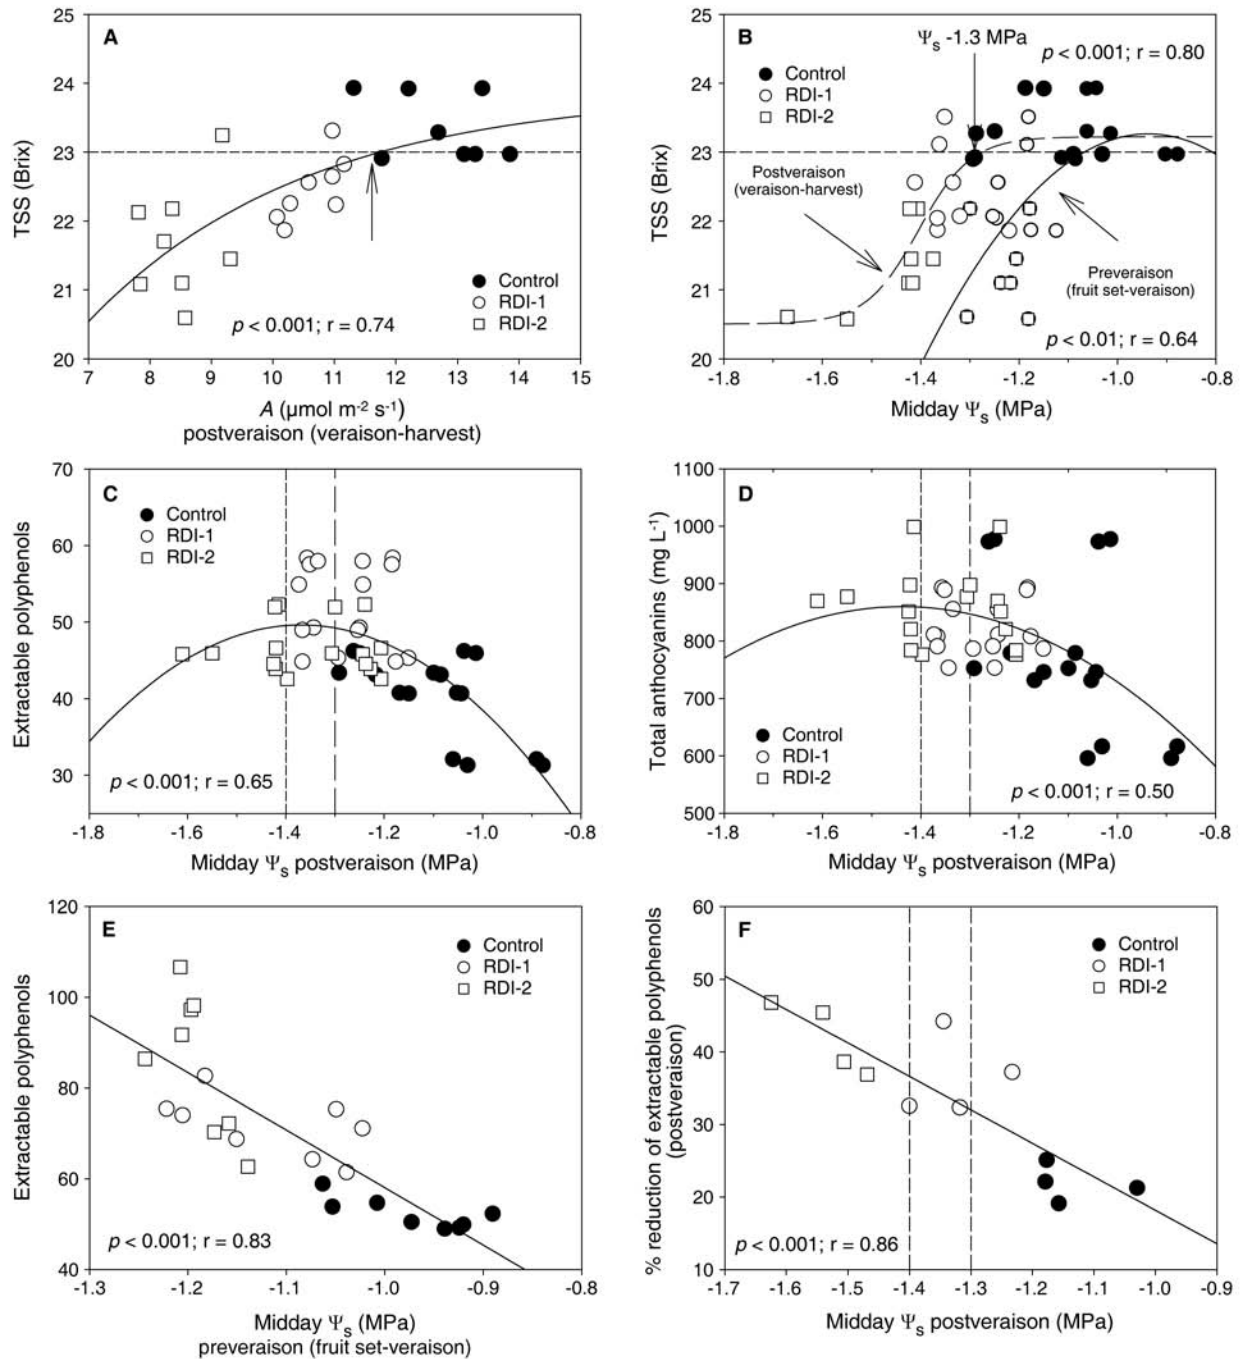 A
25
24
23
22
21
20
TSS (Brix)
Control
RDI-1
RDI-2
p < 0.001; r = 0.74
7 8 9 10 11 12 13 14 15
A (μmol m-2 s-1)
postveraison (veraison-harvest)
B
Ψs -1.3 MPa
p < 0.001; r = 0.80
Control
RDI-1
RDI-2
25
24
23
22
21
20
TSS (Brix)
Postveraison
(veraison-harvest)
Preveraison
(fruit set-veraison)
p < 0.01; r = 0.64
-1.8 -1.6 -1.4 -1.2 -1.0 -0.8
Midday Ψs (MPa)
C
Control
RDI-1
RDI-2
70
60
50
40
30
Extractable polyphenols
p < 0.001; r = 0.65
-1.8 -1.6 -1.4 -1.2 -1.0 -0.8
Midday Ψs postveraison (MPa)
D
1100
1000
900
800
700
600
500
Total anthocyanins (mg L-1)
Control
RDI-1
RDI-2
p < 0.001; r = 0.50
-1.8 -1.6 -1.4 -1.2 -1.0 -0.8
Midday Ψs postveraison (MPa)
E
Control
RDI-1
RDI-2
120
100
80
60
40
Extractable polyphenols
p < 0.001; r = 0.83
-1.3 -1.2 -1.1 -1.0 -0.9 -0.8
Midday Ψs (MPa)
preveraison (fruit set-veraison)
F
Control
RDI-1
RDI-2
60
50
40
30
20
10
% reduction of extractable polyphenols
(postveraison)
p < 0.001; r = 0.86
-1.7 -1.6 -1.5 -1.4 -1.3 -1.2 -1.1 -1.0 -0.9
Midday Ψs postveraison (MPa)